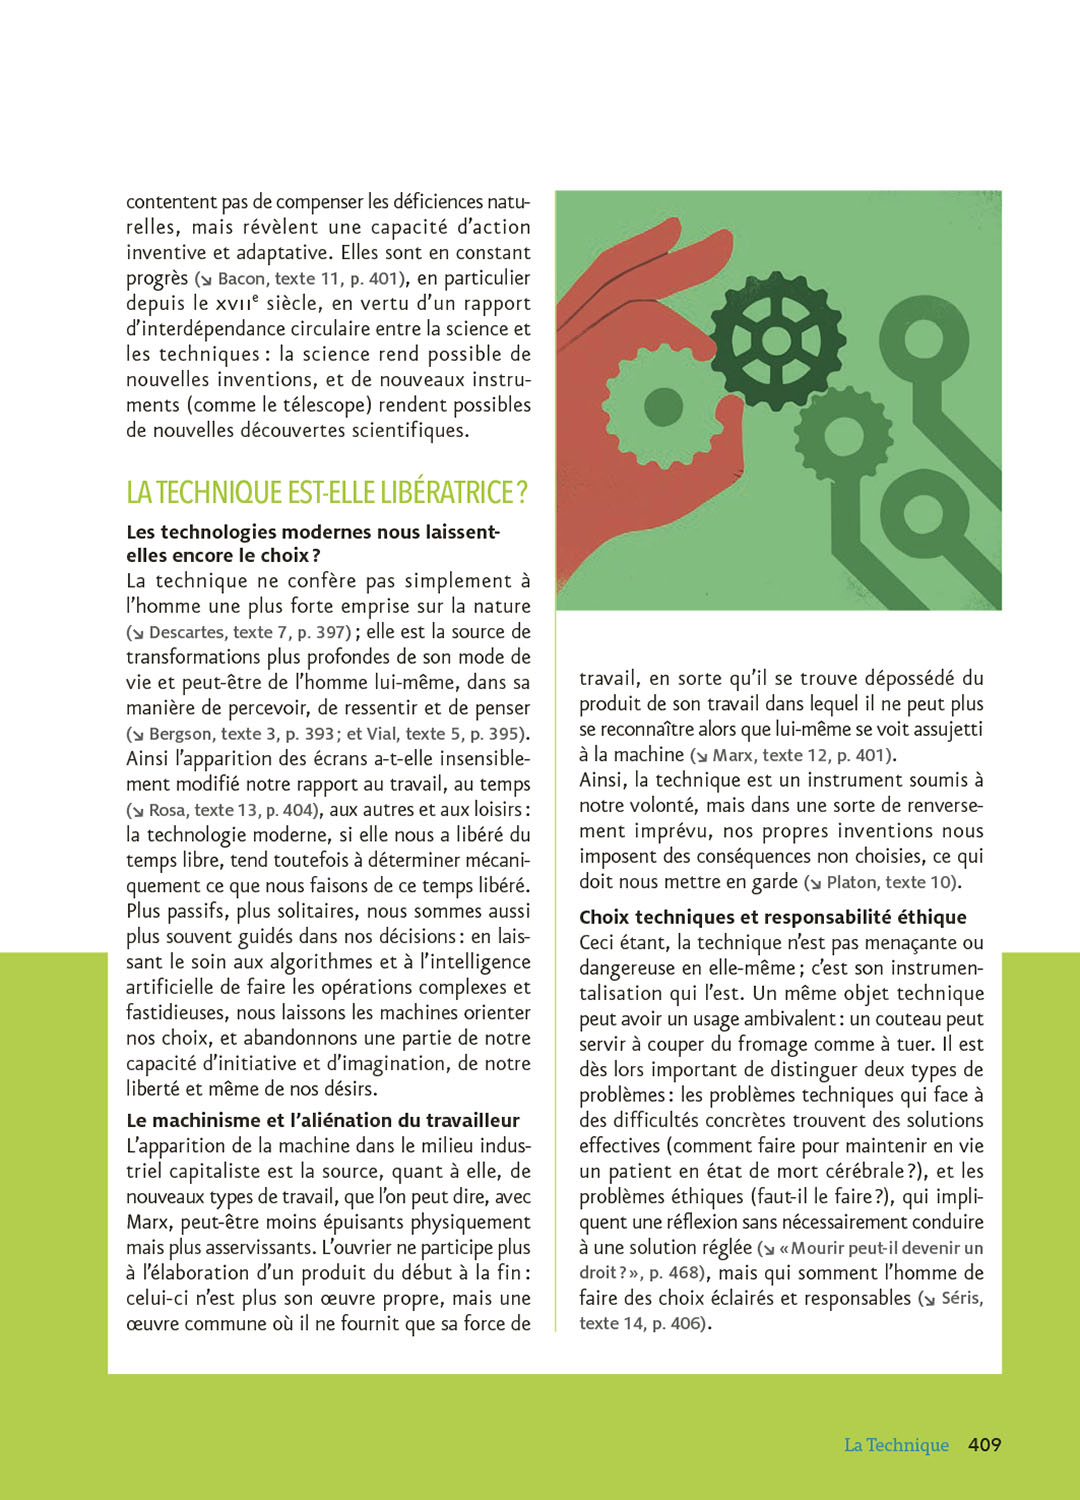 contentent pas de compenser les déficiences natu-
relles, mais révèlent une capacité d’action
inventive et adaptative. Elles sont en constant
progrès (↘ Bacon, texte 11, p. 401), en particulier
depuis le XVIIe siècle, en vertu d’un rapport
d’interdépendance circulaire entre la science et
les techniques : la science rend possible de
nouvelles inventions, et de nouveaux instru-
ments (comme le télescope) rendent possibles
de nouvelles découvertes scientifiques.
LA TECHNIQUE EST-ELLE LIBÉRATRICE ?
Les technologies modernes nous laissent-
elles encore le choix ?
La technique ne confère pas simplement à
l’homme une plus forte emprise sur la nature
(↘ Descartes, texte 7, p. 397) ; elle est la source de
transformations plus profondes de son mode de
vie et peut-être de l’homme lui-même, dans sa
manière de percevoir, de ressentir et de penser
(↘ Bergson, texte 3, p. 393 ; et Vial, texte 5, p. 395).
Ainsi l’apparition des écrans a-t-elle insensible-
ment modifié notre rapport au travail, au temps
(↘ Rosa, texte 13, p. 404), aux autres et aux loisirs :
la technologie moderne, si elle nous a libéré du
temps libre, tend toutefois à déterminer mécani-
quement ce que nous faisons de ce temps libéré.
Plus passifs, plus solitaires, nous sommes aussi
plus souvent guidés dans nos décisions : en lais-
sant le soin aux algorithmes et à l’intelligence
artificielle de faire les opérations complexes et
fastidieuses, nous laissons les machines orienter
nos choix, et abandonnons une partie de notre
capacité d’initiative et d’imagination, de notre
liberté et même de nos désirs.
Le machinisme et l’aliénation du travailleur
L’apparition de la machine dans le milieu indus-
triel capitaliste est la source, quant à elle, de
nouveaux types de travail, que l’on peut dire, avec
Marx, peut-être moins épuisants physiquement
mais plus asservissants. L’ouvrier ne participe plus
à l’élaboration d’un produit du début à la fin :
celui-ci n’est plus son œuvre propre, mais une
œuvre commune où il ne fournit que sa force de
travail, en sorte qu’il se trouve dépossédé du
produit de son travail dans lequel il ne peut plus
se reconnaître alors que lui-même se voit assujetti
à la machine (↘ Marx, texte 12, p. 401).
Ainsi, la technique est un instrument soumis à
notre volonté, mais dans une sorte de renverse-
ment imprévu, nos propres inventions nous
imposent des conséquences non choisies, ce qui
doit nous mettre en garde (↘ Platon, texte 10).
Choix techniques et responsabilité éthique
Ceci étant, la technique n’est pas menaçante ou
dangereuse en elle-même ; c’est son instrumen-
talisation qui l’est. Un même objet technique
peut avoir un usage ambivalent : un couteau peut
servir à couper du fromage comme à tuer. Il est
dès lors important de distinguer deux types de
problèmes : les problèmes techniques qui face à
des difficultés concrètes trouvent des solutions
effectives (comment faire pour maintenir en vie
un patient en état de mort cérébrale ?), et les
problèmes éthiques (faut-il le faire ?), qui impli-
quent une réflexion sans nécessairement conduire
à une solution réglée (↘ « Mourir peut-il devenir un
droit ? », p. 468), mais qui somment l’homme de
faire des choix éclairés et responsables (↘ Séris,
texte 14, p. 406).
La Technique 409